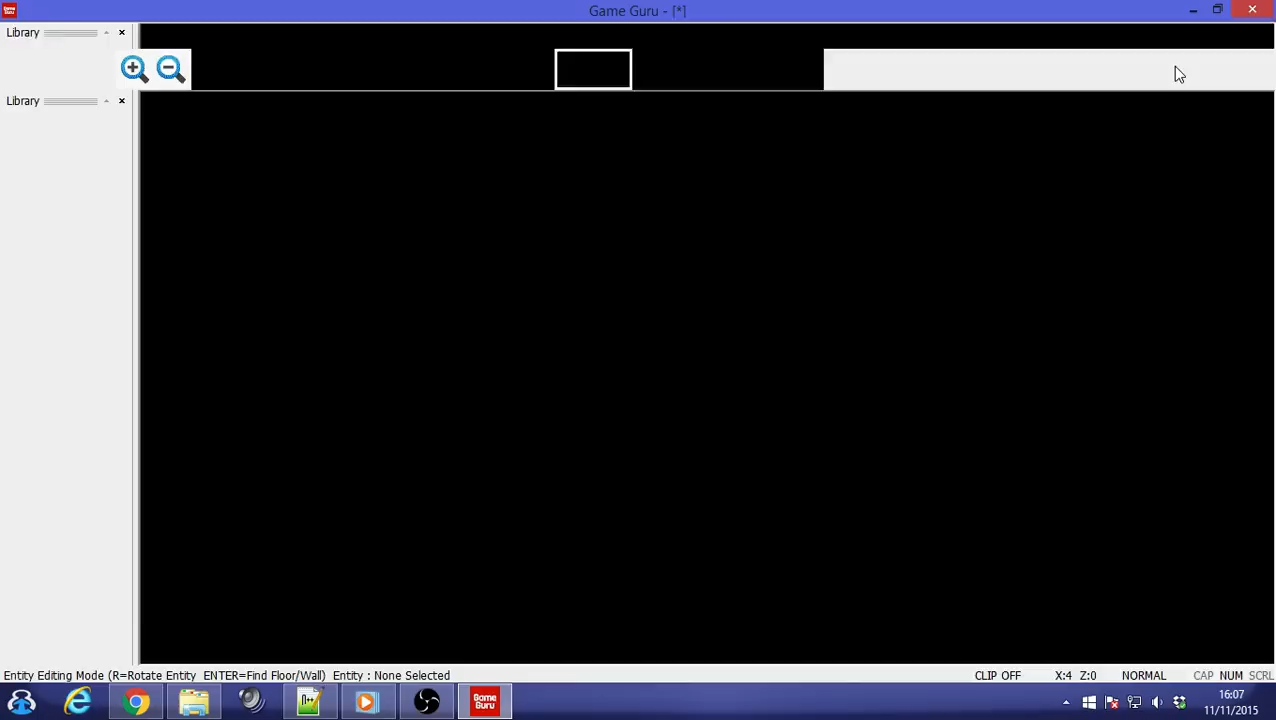 Game Guru - [*]
Library
Library
Entity Editing Mode (R=Rotate Entity  ENTER=Find Floor/Wall)  Entity : None Selected
CLIP OFF
X:4  Z:0
NORMAL
CAP NUM SCRL
n++
Game
Guru
16:07
11/11/2015